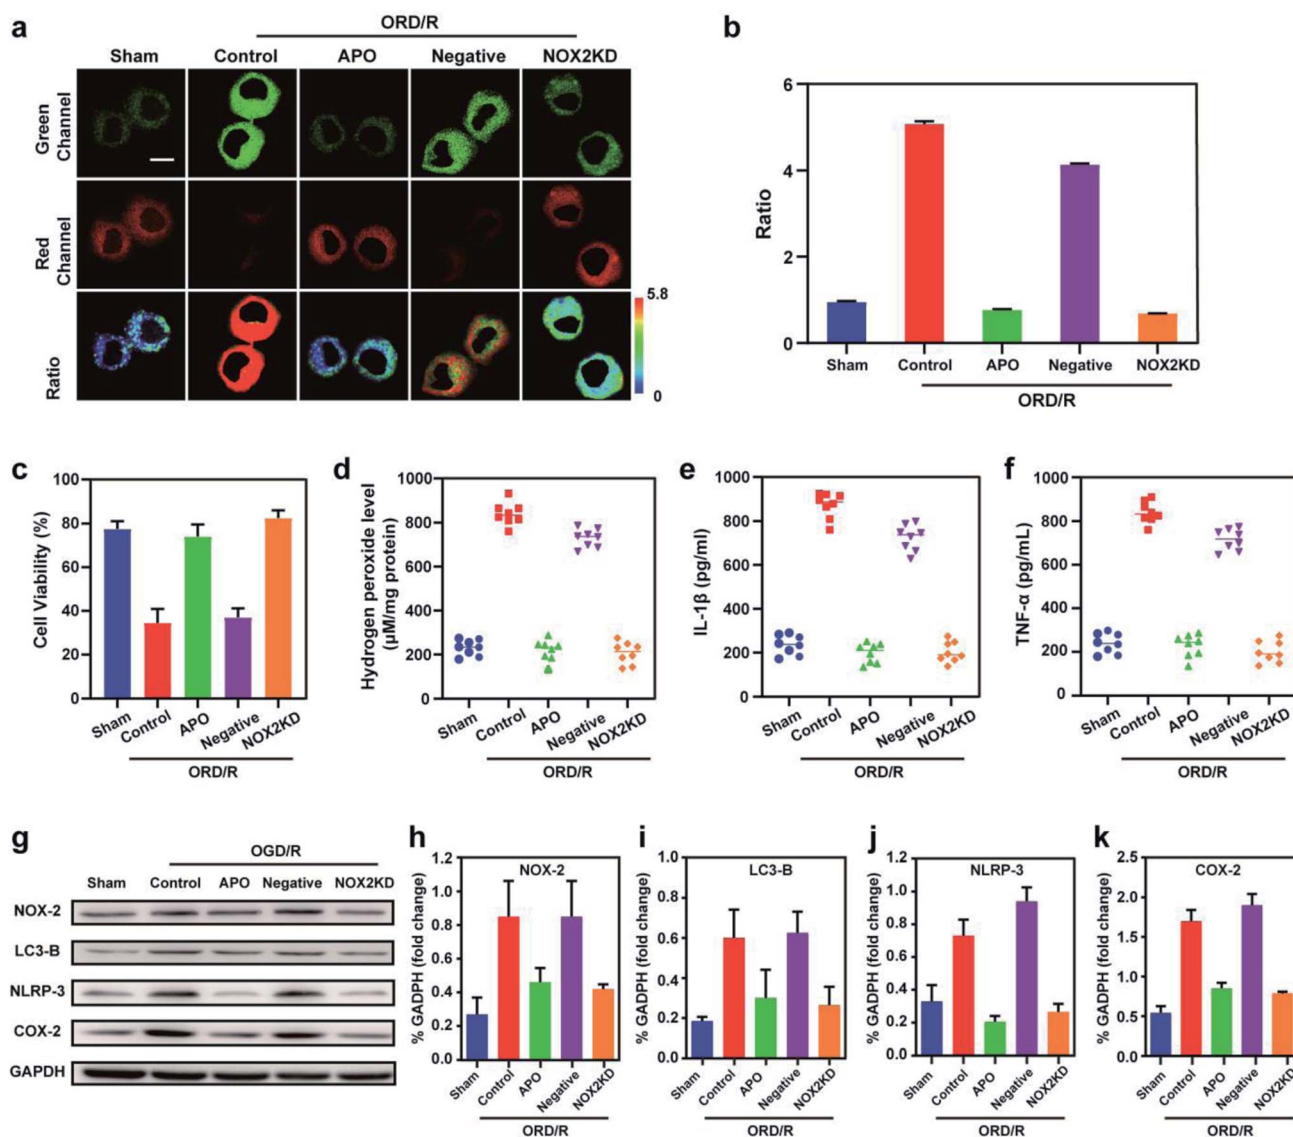 a
ORD/R
Sham Control APO Negative NOX2KD
Green
Channel
Red
Channel
Ratio
5.8
0
b
6
4
2
0
Ratio
Sham Control APO Negative NOX2KD
ORD/R
c
100
80
60
40
20
0
Cell Viability (%)
Sham Control APO Negative NOX2KD
ORD/R
d
1000
800
600
400
200
0
Hydrogen peroxide level
(μM/mg protein)
Sham Control APO Negative NOX2KD
ORD/R
e
1000
800
600
400
200
0
IL-1β (pg/ml)
Sham Control APO Negative NOX2KD
ORD/R
f
1000
800
600
400
200
0
TNF-α (pg/mL)
Sham Control APO Negative NOX2KD
ORD/R
g
OGD/R
Sham Control APO Negative NOX2KD
NOX-2
LC3-B
NLRP-3
COX-2
GAPDH
h
NOX-2
1.2
1.0
0.8
0.6
0.4
0.2
0.0
% GADPH (fold change)
Sham Control APO Negative NOX2KD
ORD/R
i
LC3-B
1.0
0.8
0.6
0.4
0.2
0.0
% GADPH (fold change)
Sham Control APO Negative NOX2KD
ORD/R
j
NLRP-3
1.2
1.0
0.8
0.6
0.4
0.2
0.0
% GADPH (fold change)
Sham Control APO Negative NOX2KD
ORD/R
k
COX-2
2.5
2.0
1.5
1.0
0.5
0.0
% GADPH (fold change)
Sham Control APO Negative NOX2KD
ORD/R